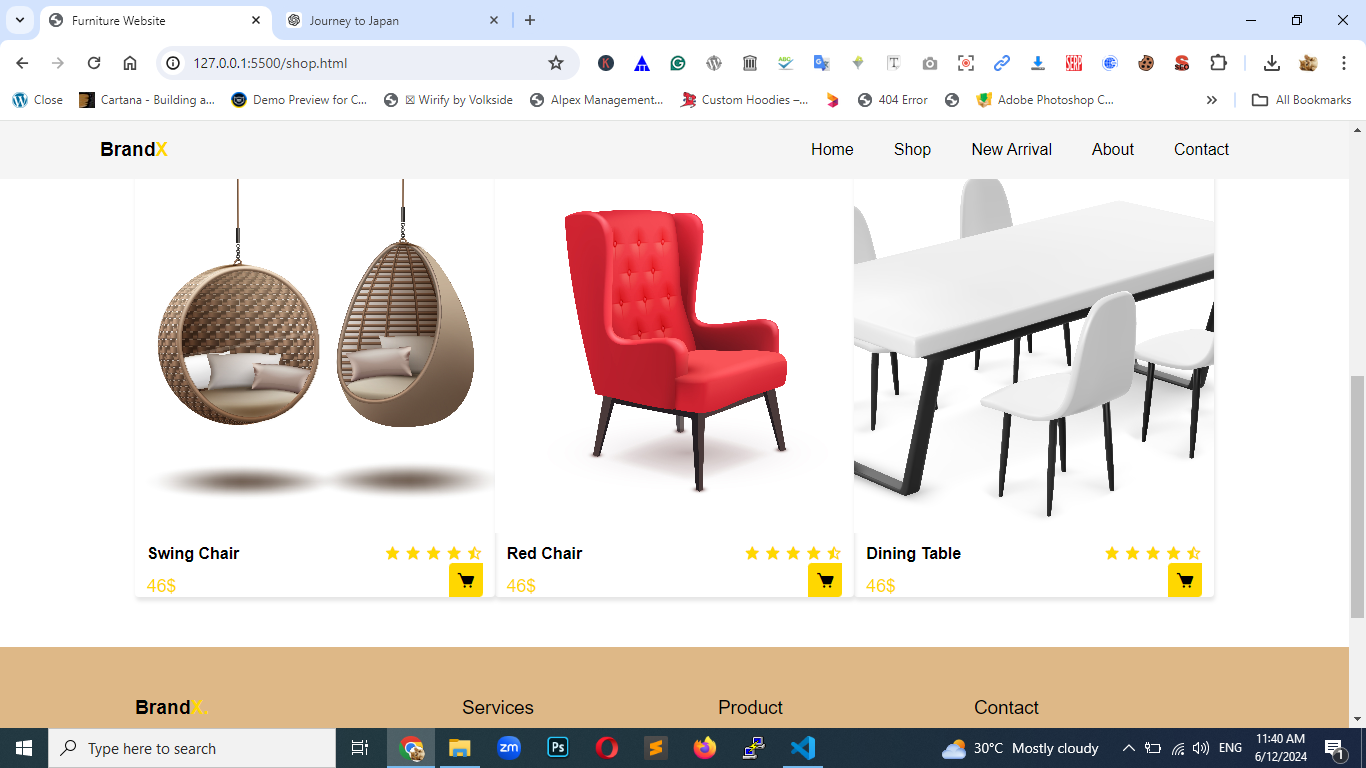 Furniture Website
Journey to Japan
127.0.0.1:5500/shop.html
Close
Cartana - Building a...
Demo Preview for C...
☒ Wirify by Volkside
Alpex Management...
Custom Hoodies –...
404 Error
Adobe Photoshop C...
All Bookmarks
BrandX
Home
Shop
New Arrival
About
Contact
Swing Chair
46$
Red Chair
46$
Dining Table
46$
BrandX.
Services
Product
Contact
Type here to search
zm
Ps
30°C Mostly cloudy
ENG
11:40 AM
6/12/2024
1